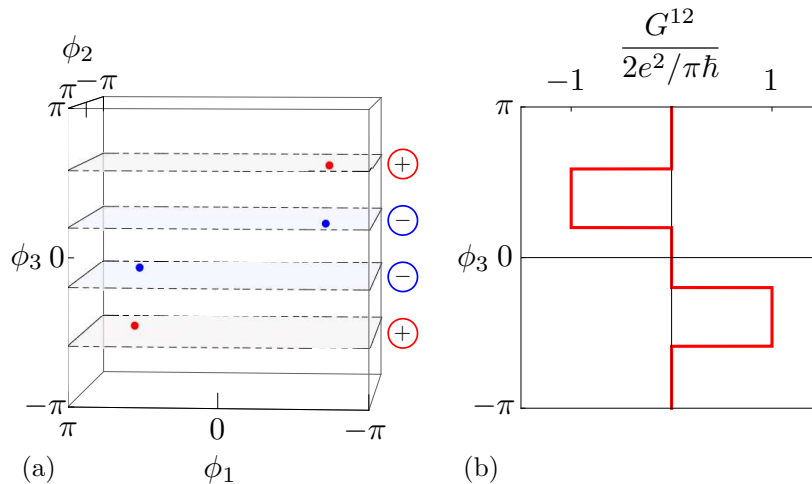 ϕ₂
π −π
π
ϕ₃ 0
−π
π 0 −π
ϕ₁
+
−
−
+
(a)
G¹²
2e²/πℏ
−1 1
π
ϕ₃ 0
−π
(b)